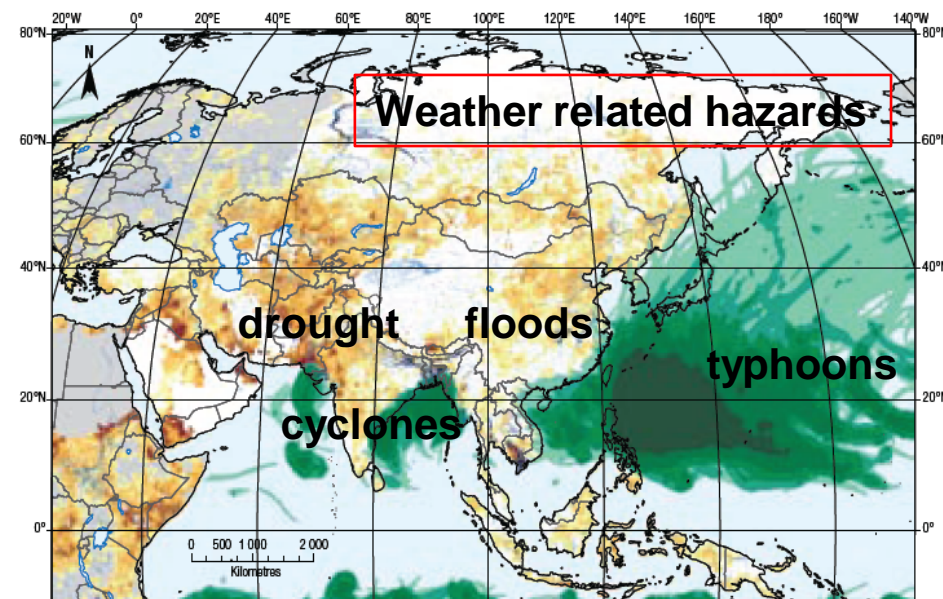 20°W 0° 20°E 40°E 60°E 80°E 100°E 120°E 140°E 160°E 180°E 160°W 140°W
80°N 80°N
N
Weather related hazards
60°N 60°N
40°N 40°N
drought floods
typhoons
20°N 20°N
cyclones
0° 0°
0 500 1 000 2 000
Kilometres